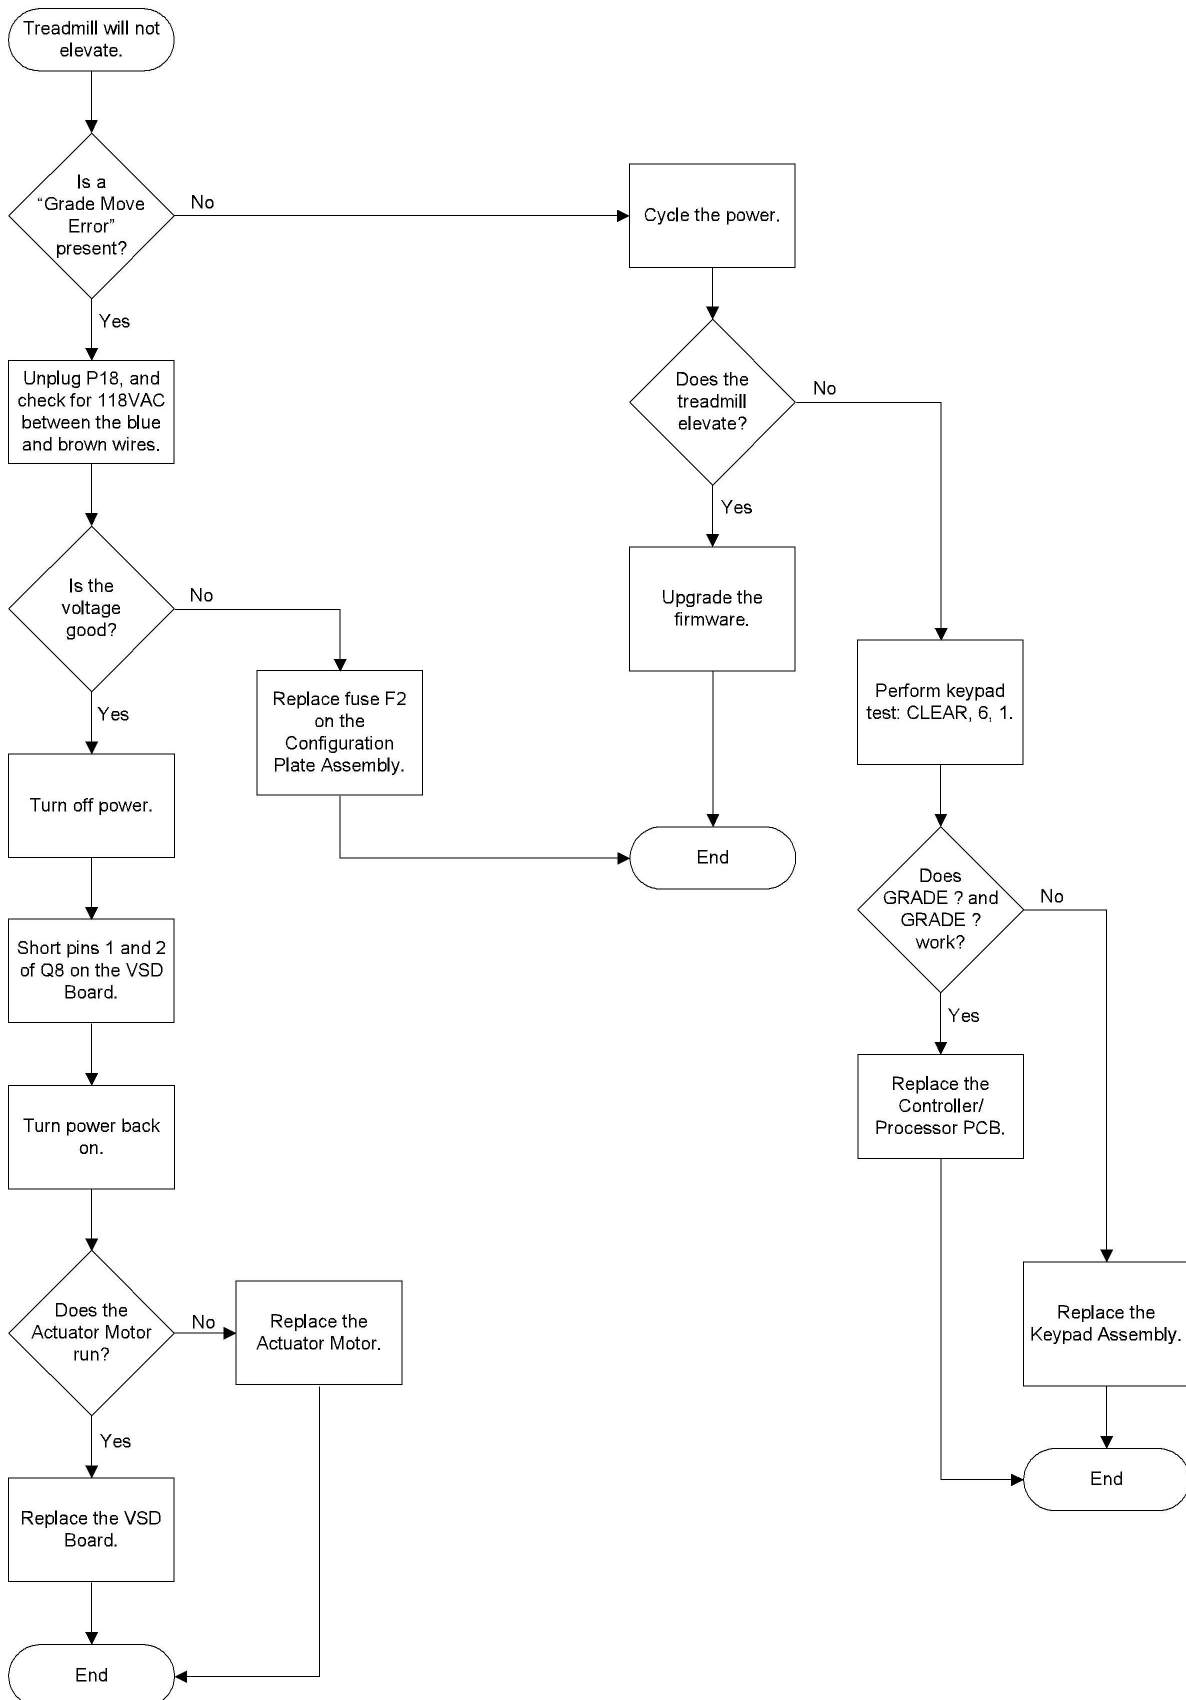 Treadmill will not
elevate.
Is a
“Grade Move
Error”
present?
No
Cycle the power.
Yes
Unplug P18, and
check for 118VAC
between the blue
and brown wires.
Does the
treadmill
elevate?
No
Yes
Is the
voltage
good?
No
Upgrade the
firmware.
Replace fuse F2
on the
Configuration
Plate Assembly.
Perform keypad
test: CLEAR, 6, 1.
Yes
Turn off power.
End
Does
GRADE ? and
GRADE ?
work?
No
Short pins 1 and 2
of Q8 on the VSD
Board.
Yes
Turn power back
on.
Replace the
Controller/
Processor PCB.
Does the
Actuator Motor
run?
No
Replace the
Actuator Motor.
Replace the
Keypad Assembly.
Yes
Replace the VSD
Board.
End
End